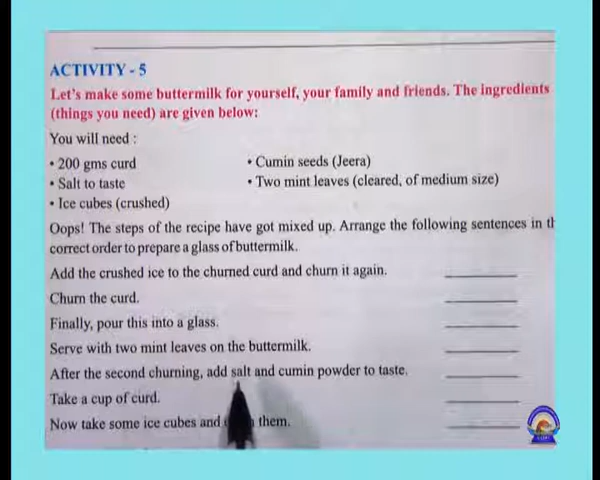 ACTIVITY - 5
Let's make some buttermilk for yourself, your family and friends. The ingredients
(things you need) are given below:
You will need :
• 200 gms curd
• Cumin seeds (Jeera)
• Salt to taste
• Two mint leaves (cleared, of medium size)
• Ice cubes (crushed)
Oops! The steps of the recipe have got mixed up. Arrange the following sentences in th
correct order to prepare a glass of buttermilk.
Add the crushed ice to the churned curd and churn it again.
Churn the curd.
Finally, pour this into a glass.
Serve with two mint leaves on the buttermilk.
After the second churning, add salt and cumin powder to taste.
Take a cup of curd.
Now take some ice cubes and them.